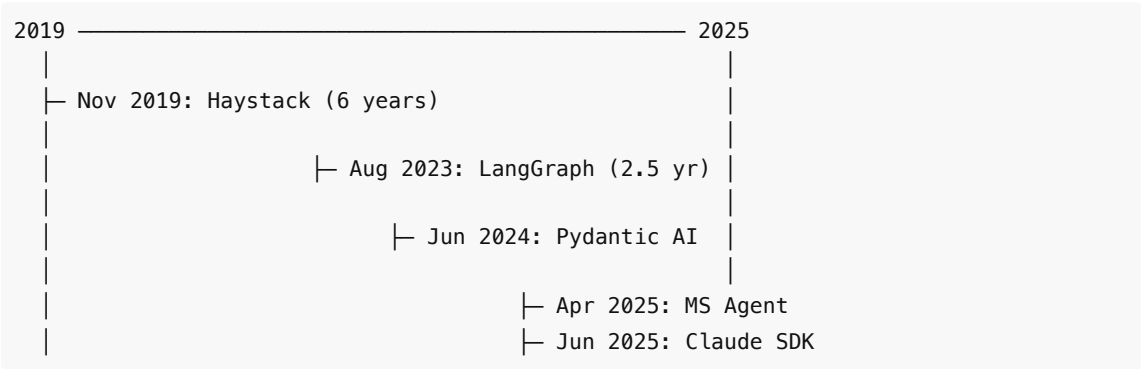 2019 ─────────────────────────────────────────────── 2025
│ │
├─ Nov 2019: Haystack (6 years) │
│ │
│ ├─ Aug 2023: LangGraph (2.5 yr) │
│ │
│ ├─ Jun 2024: Pydantic AI │
│ │
│ ├─ Apr 2025: MS Agent
│ ├─ Jun 2025: Claude SDK